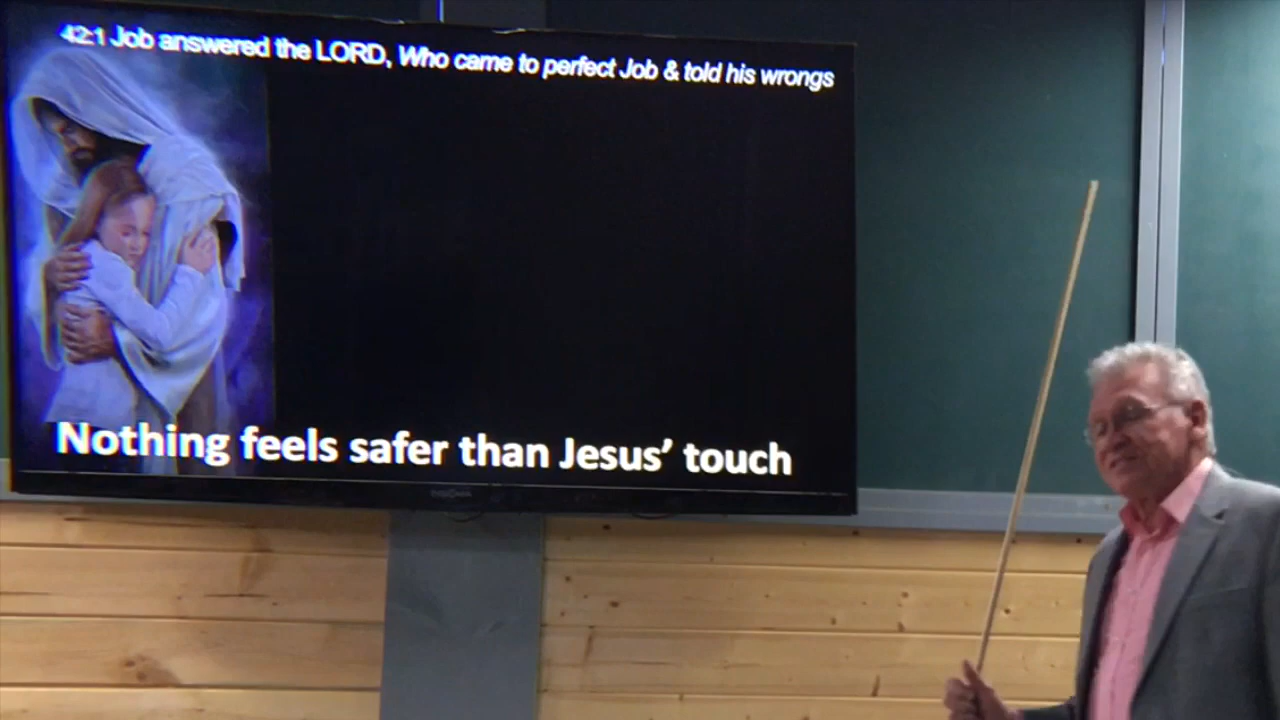 42:1 Job answered the LORD, Who came to perfect Job & told his wrongs
Nothing feels safer than Jesus’ touch
INSIGNIA